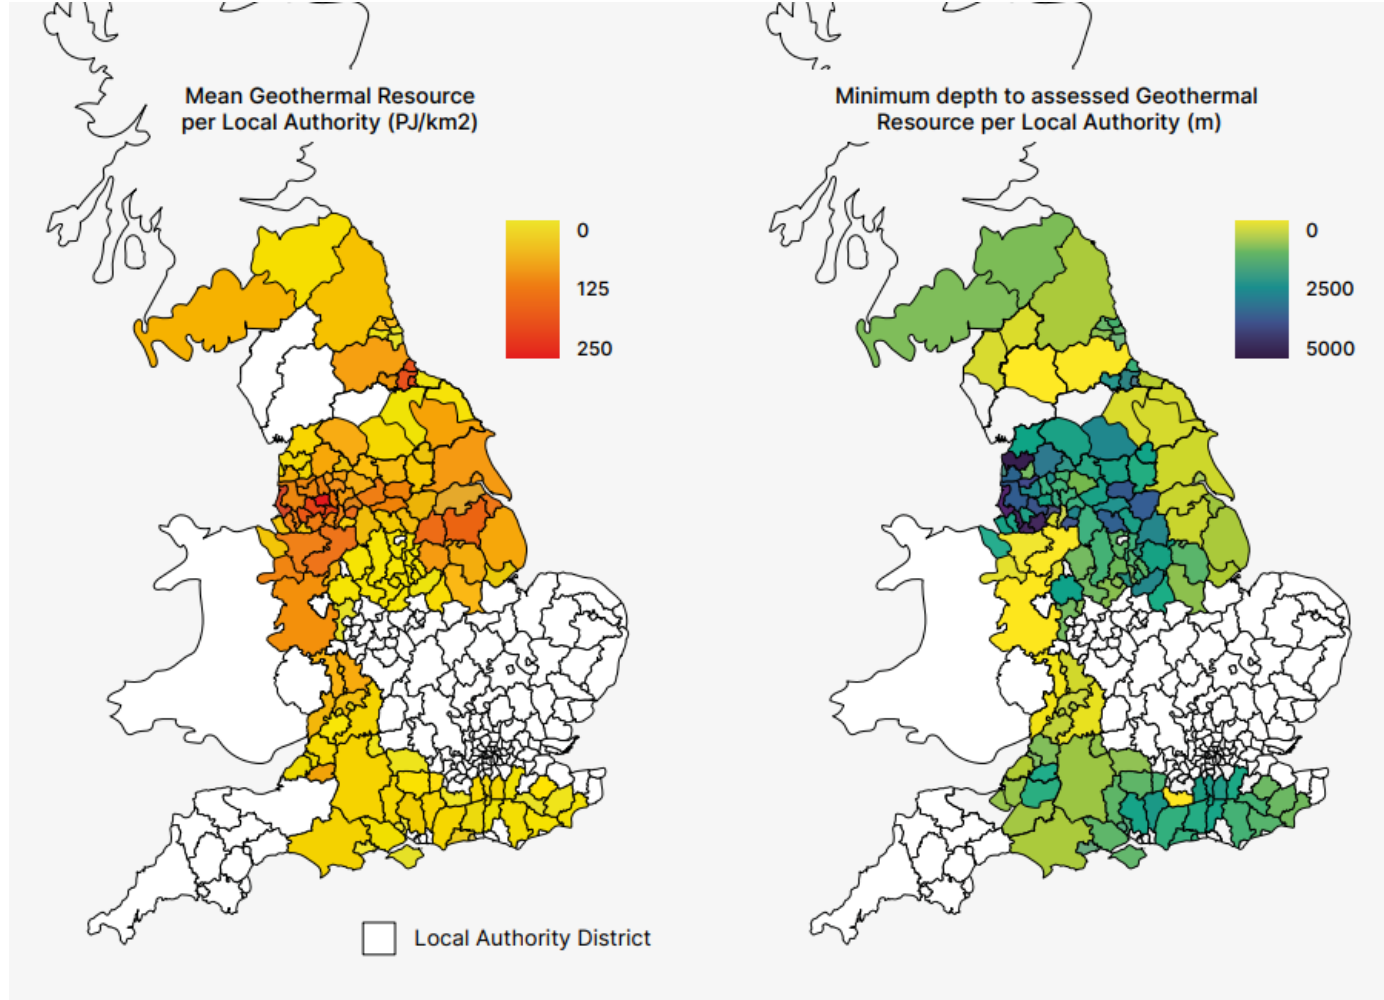 Mean Geothermal Resource
per Local Authority (PJ/km2)
0
125
250
Local Authority District
Minimum depth to assessed Geothermal
Resource per Local Authority (m)
0
2500
5000